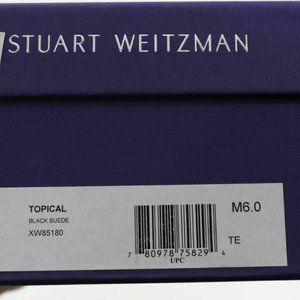 STUART WEITZMAN
TOPICAL
BLACK SUEDE
XW85180
M6.0
TE
7 80978 75829 4
UPC